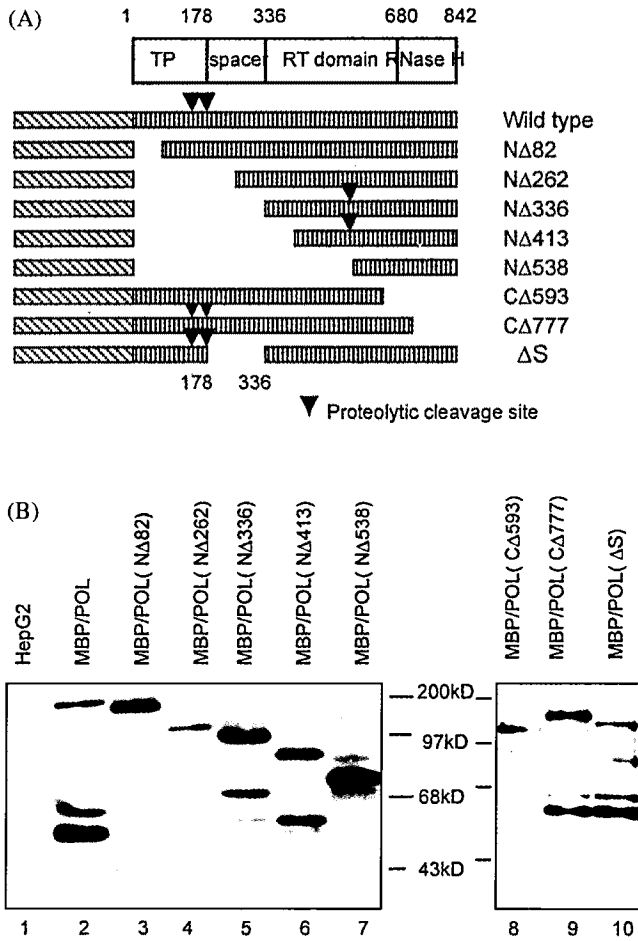 (A)
1 178 336 680 842
TP spacer RT domain RNase H
Wild type
NΔ82
NΔ262
NΔ336
NΔ413
NΔ538
CΔ593
CΔ777
ΔS
178 336
Proteolytic cleavage site
(B)
HepG2
MBP/POL
MBP/POL( NΔ82)
MBP/POL( NΔ262)
MBP/POL( NΔ336)
MBP/POL( NΔ413)
MBP/POL( NΔ538)
MBP/POL( CΔ593)
MBP/POL( CΔ777)
MBP/POL( ΔS)
200kD
97kD
68kD
43kD
1 2 3 4 5 6 7 8 9 10